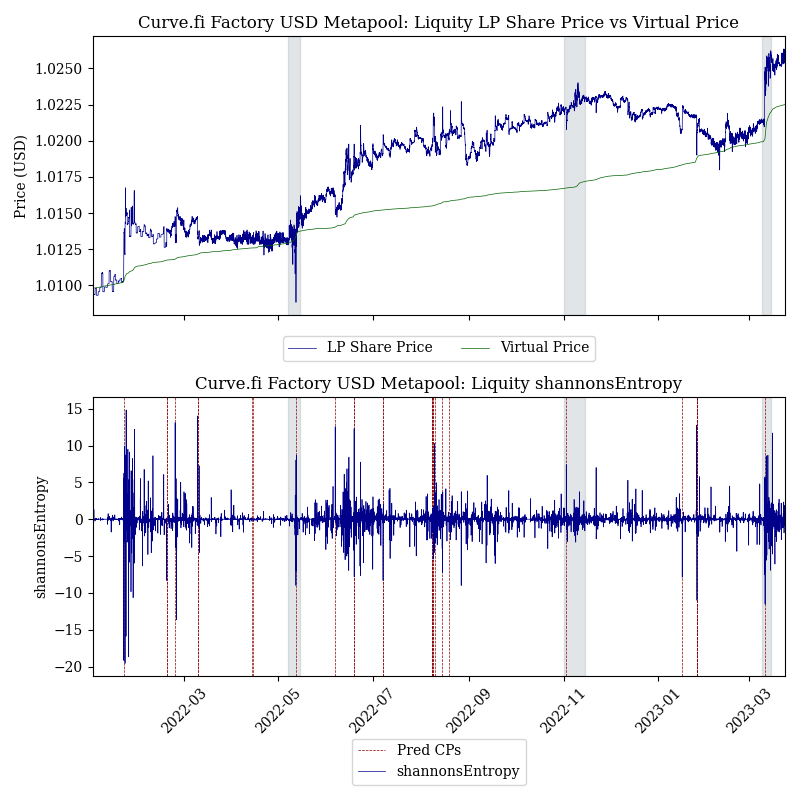 Curve.fi Factory USD Metapool: Liquity LP Share Price vs Virtual Price
Price (USD)
1.0250
1.0225
1.0200
1.0175
1.0150
1.0125
1.0100
LP Share Price
Virtual Price
Curve.fi Factory USD Metapool: Liquity shannonsEntropy
shannonsEntropy
15
10
5
0
−5
−10
−15
−20
2022-03
2022-05
2022-07
2022-09
2022-11
2023-01
2023-03
Pred CPs
shannonsEntropy